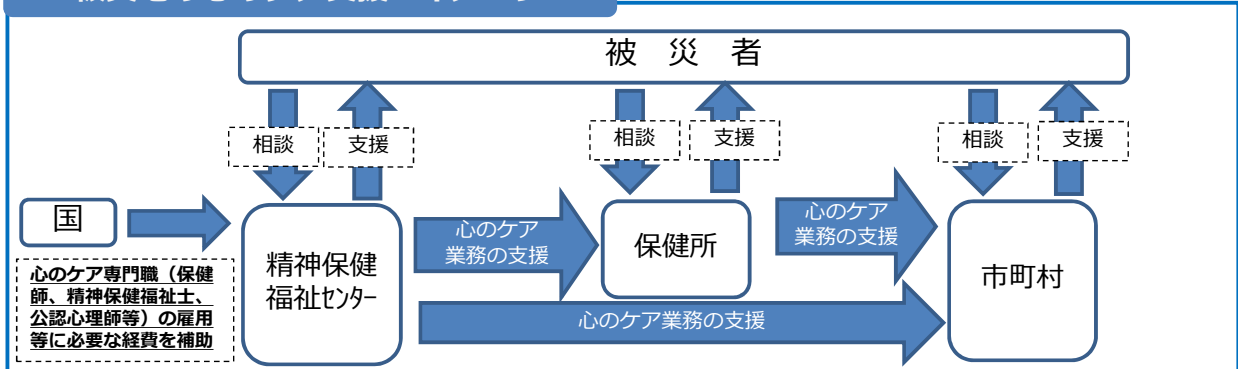 被 災 者
相談
支援
相談
支援
相談
支援
国
心のケア専門職（保健
師、精神保健福祉士、
公認心理師等）の雇用
等に必要な経費を補助
精神保健
福祉センター
心のケア
業務の支援
保健所
心のケア
業務の支援
市町村
心のケア業務の支援